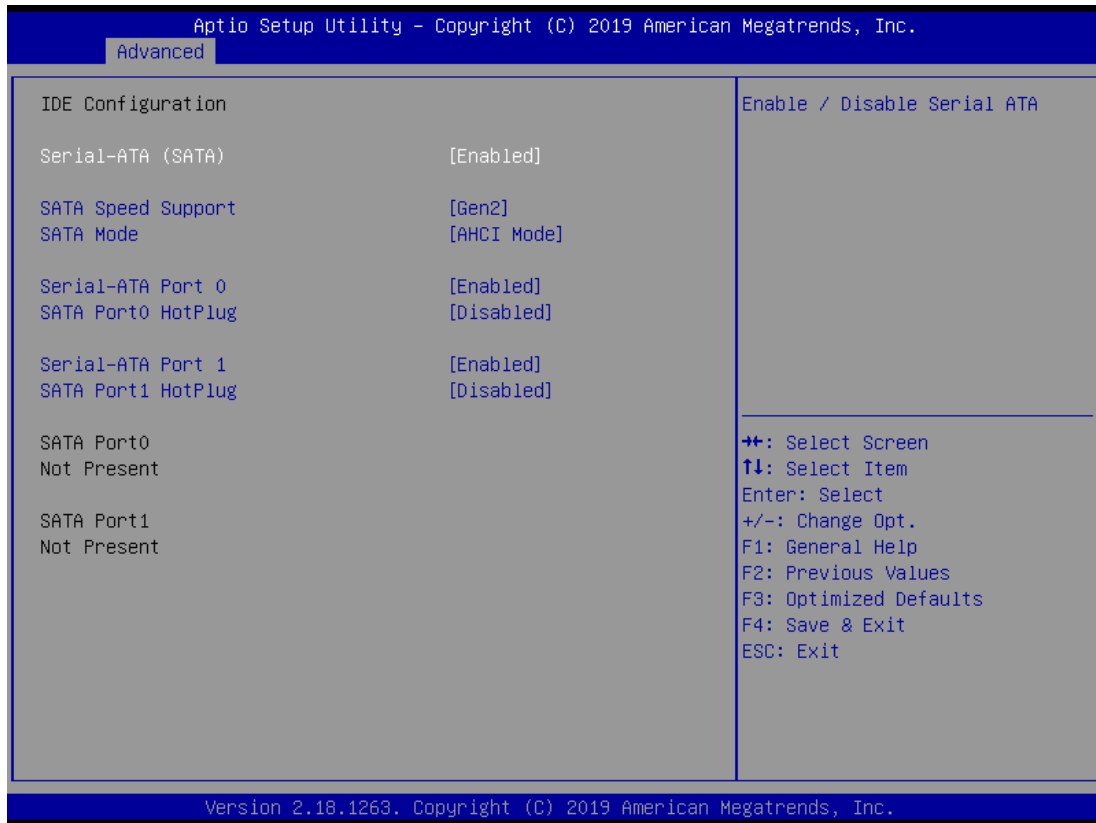 Aptio Setup Utility – Copyright (C) 2019 American Megatrends, Inc.
Advanced
IDE Configuration
Serial-ATA (SATA) [Enabled]
SATA Speed Support [Gen2]
SATA Mode [AHCI Mode]
Serial-ATA Port 0 [Enabled]
SATA Port0 HotPlug [Disabled]
Serial-ATA Port 1 [Enabled]
SATA Port1 HotPlug [Disabled]
SATA Port0
Not Present
SATA Port1
Not Present
Enable / Disable Serial ATA
→←: Select Screen
↑↓: Select Item
Enter: Select
+/-: Change Opt.
F1: General Help
F2: Previous Values
F3: Optimized Defaults
F4: Save & Exit
ESC: Exit
Version 2.18.1263. Copyright (C) 2019 American Megatrends, Inc.